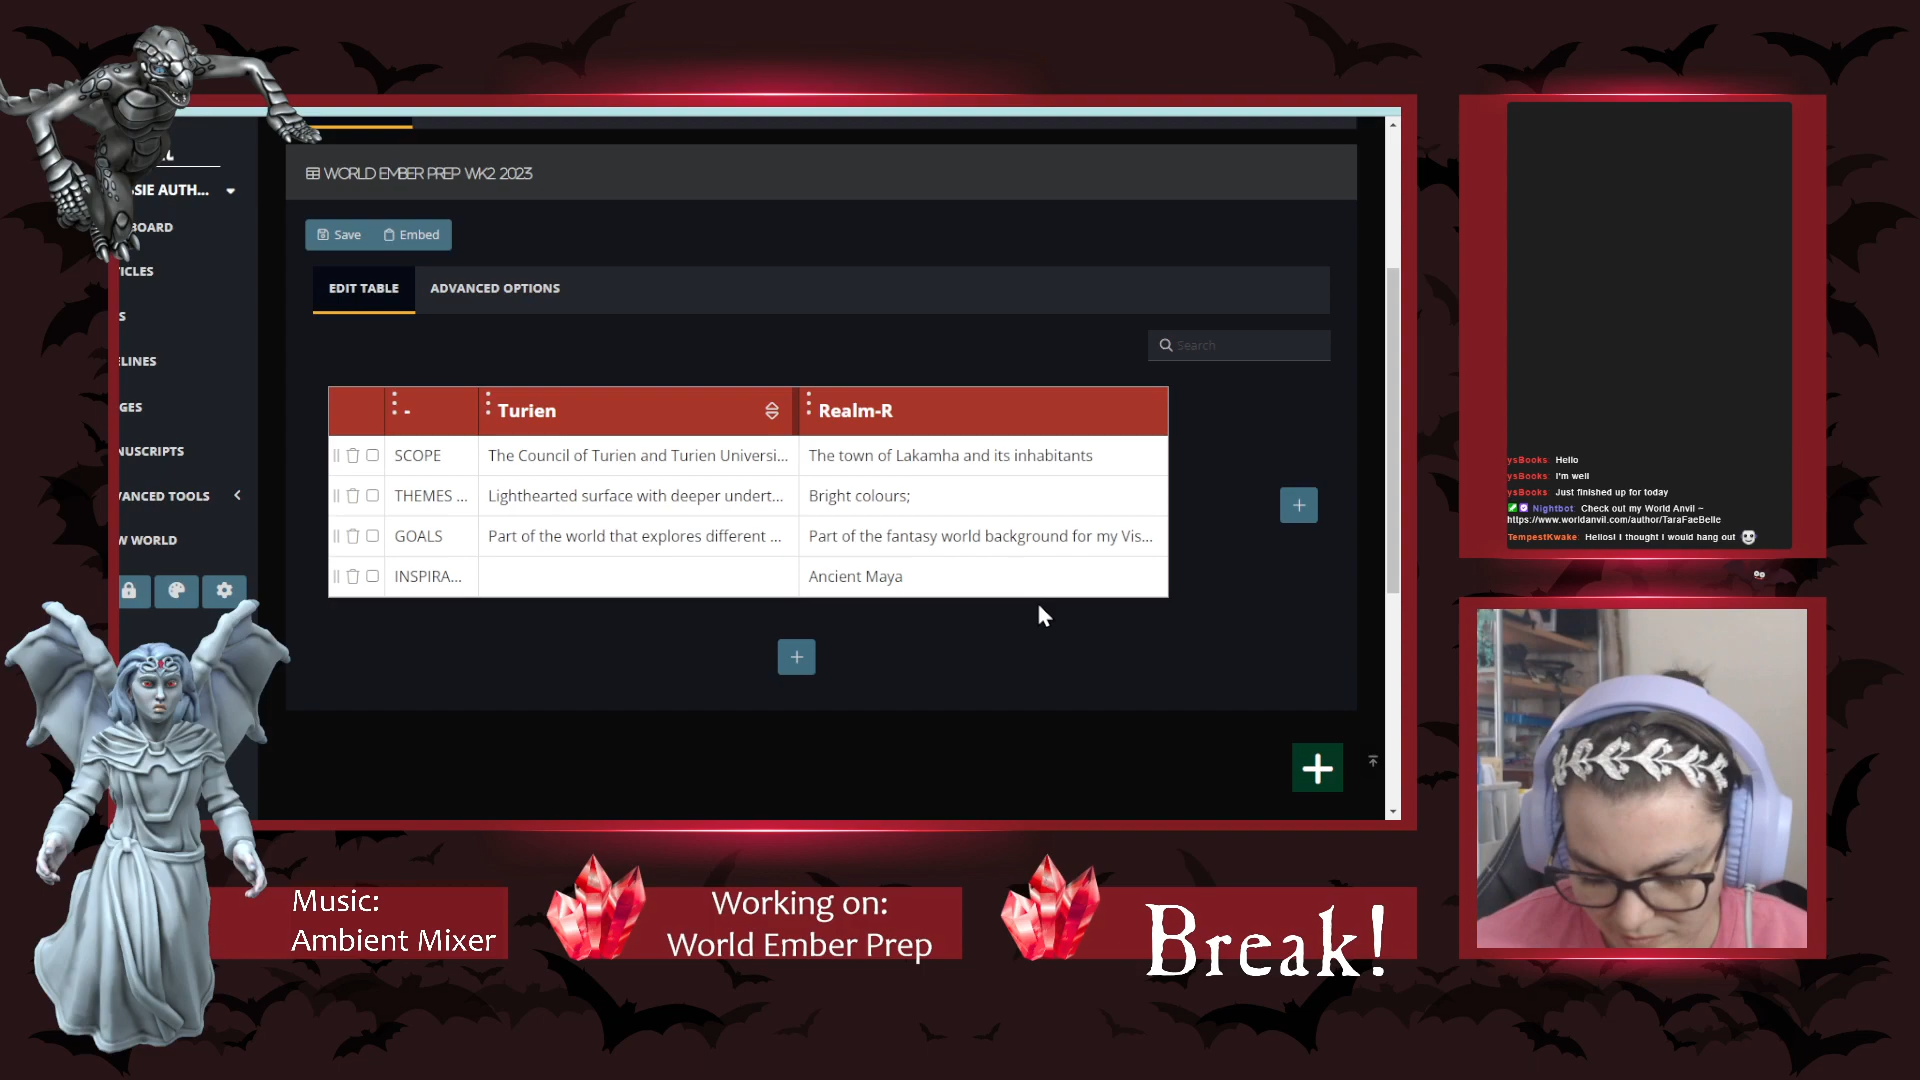 SIE AUTH...
BOARD
ICLES
S
ELINES
GES
NUSCRIPTS
VANCED TOOLS
W WORLD
WORLD EMBER PREP WK2 2023
Save Embed
EDIT TABLE ADVANCED OPTIONS
Search
- Turien Realm-R
SCOPE The Council of Turien and Turien Universi... The town of Lakamha and its inhabitants
THEMES ... Lighthearted surface with deeper undert... Bright colours;
GOALS Part of the world that explores different ... Part of the fantasy world background for my Vis...
INSPIRA... Ancient Maya
ysBooks: Hello
ysBooks: I'm well
ysBooks: Just finished up for today
Nightbot: Check out my World Anvil ~
https://www.worldanvil.com/author/TaraFaeBelle
TempestKwake: Hellos! I thought I would hang out
Music:
Ambient Mixer
Working on:
World Ember Prep
Break!